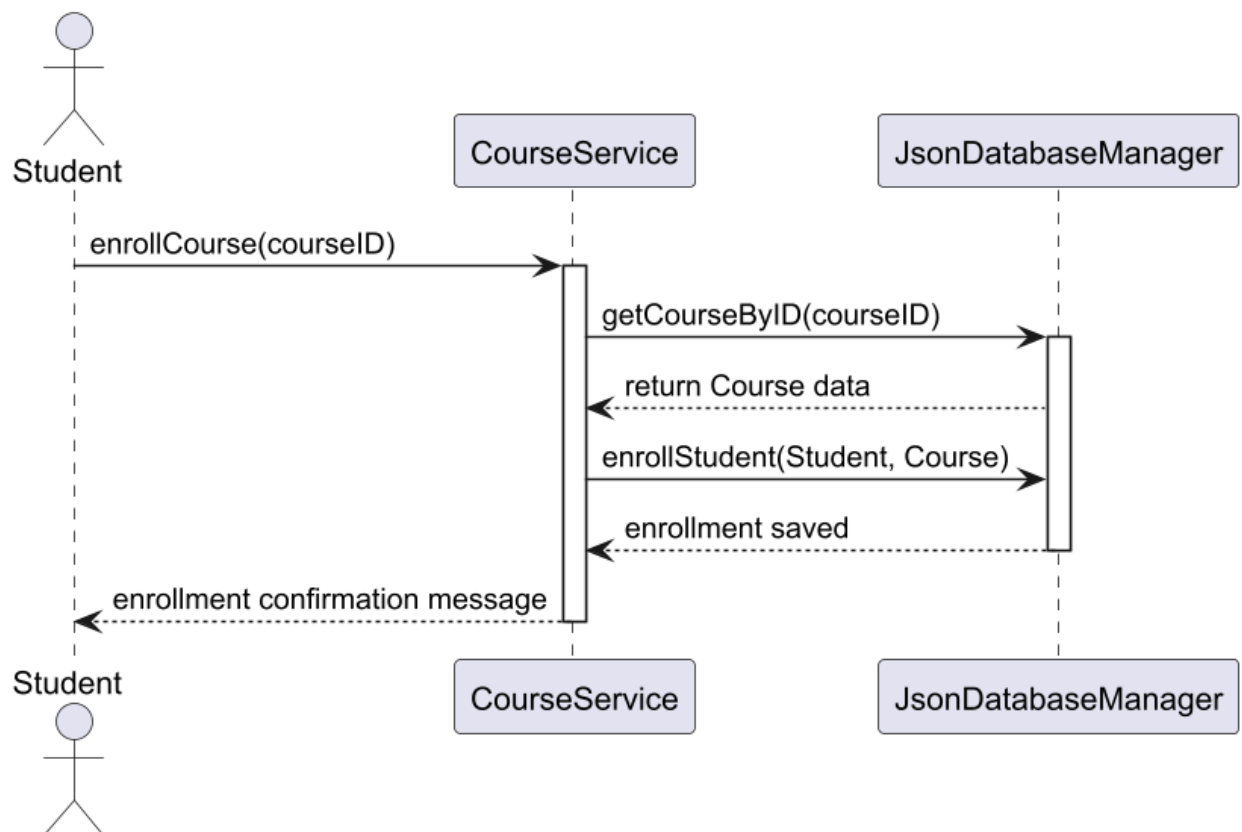 Student
CourseService
JsonDatabaseManager
enrollCourse(courseID)
getCourseByID(courseID)
return Course data
enrollStudent(Student, Course)
enrollment saved
enrollment confirmation message
Student
CourseService
JsonDatabaseManager